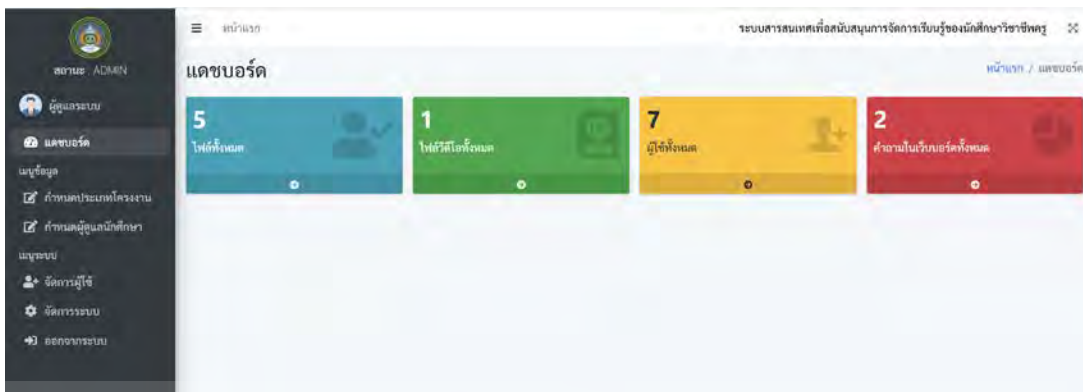 หน้าแรก
ระบบสารสนเทศเพื่อสนับสนุนการจัดการเรียนรู้ของนักศึกษาวิชาชีพครู
สถานะ ADMIN
ผู้ดูแลระบบ
แดชบอร์ด
เมนูข้อมูล
กำหนดประเภทโครงงาน
กำหนดผู้ดูแลนักศึกษา
เมนูระบบ
จัดการผู้ใช้
จัดการระบบ
ออกจากระบบ
แดชบอร์ด
หน้าแรก / แดชบอร์ด
5
ไฟล์ทั้งหมด
1
ไฟล์วิดีโอทั้งหมด
7
ผู้ใช้ทั้งหมด
2
คำถามในเว็บบอร์ดทั้งหมด